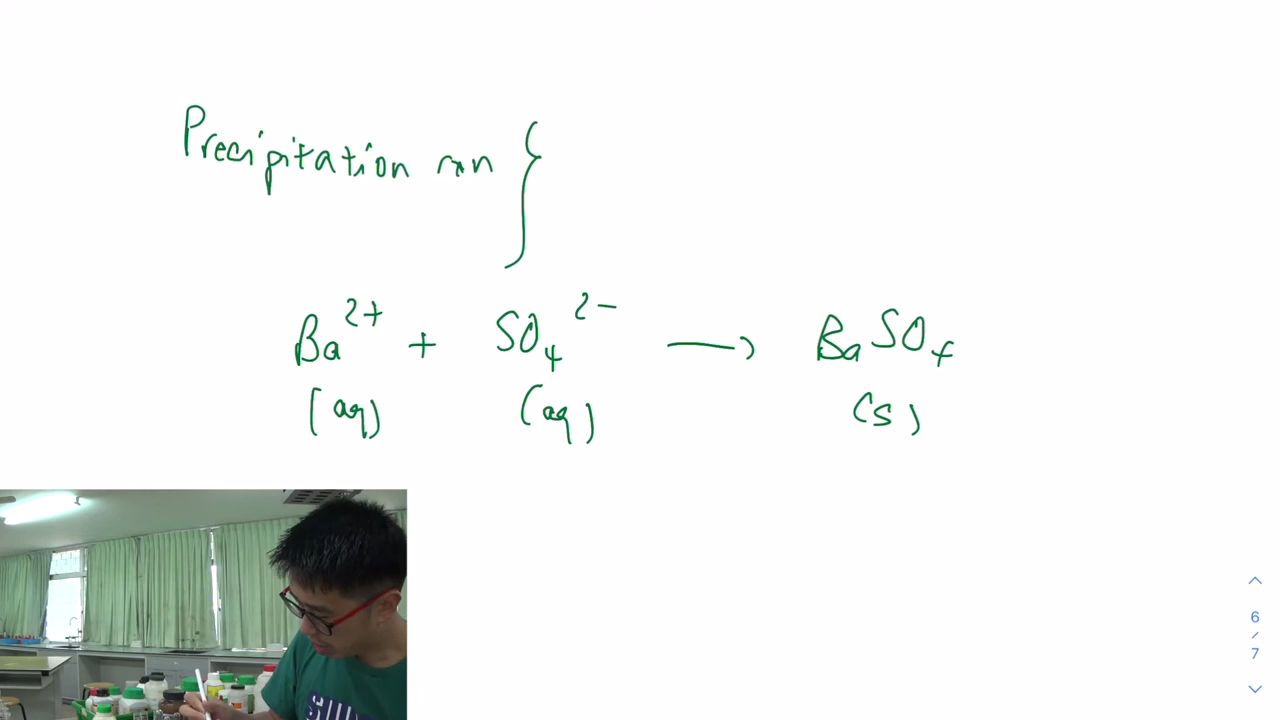 Precipitation rxn {
Ba²⁺ + SO₄²⁻ ⟶ BaSO₄
(aq) (aq) (s)
6
/
7